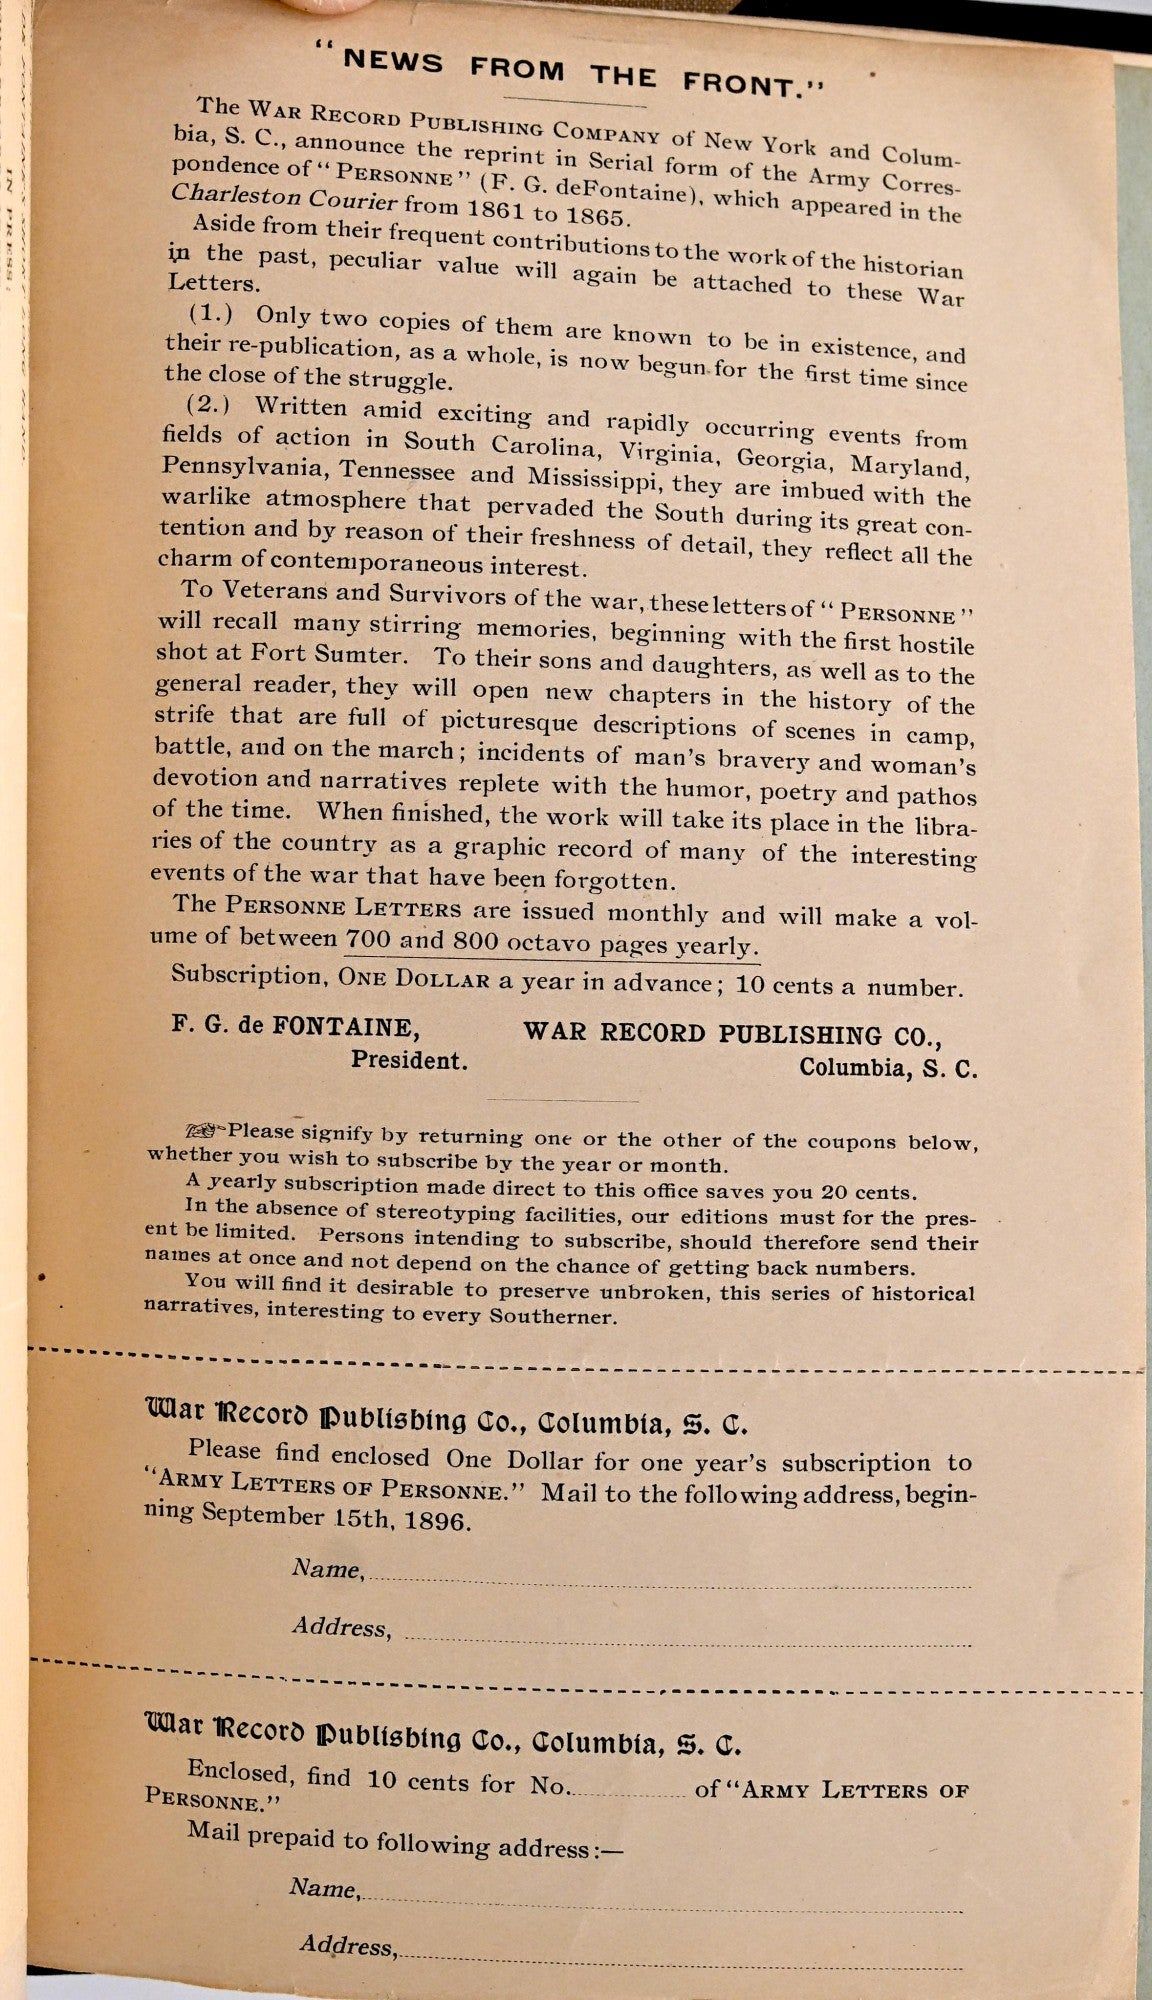 "NEWS FROM THE FRONT."
The WAR RECORD PUBLISHING COMPANY of New York and Colum-
bia, S. C., announce the reprint in Serial form of the Army Corres-
pondence of "PERSONNE" (F. G. deFontaine), which appeared in the
Charleston Courier from 1861 to 1865.
Aside from their frequent contributions to the work of the historian
in the past, peculiar value will again be attached to these War
Letters.
(1.) Only two copies of them are known to be in existence, and
their re-publication, as a whole, is now begun for the first time since
the close of the struggle.
(2.) Written amid exciting and rapidly occurring events from
fields of action in South Carolina, Virginia, Georgia, Maryland,
Pennsylvania, Tennessee and Mississippi, they are imbued with the
warlike atmosphere that pervaded the South during its great con-
tention and by reason of their freshness of detail, they reflect all the
charm of contemporaneous interest.
To Veterans and Survivors of the war, these letters of "PERSONNE"
will recall many stirring memories, beginning with the first hostile
shot at Fort Sumter. To their sons and daughters, as well as to the
general reader, they will open new chapters in the history of the
strife that are full of picturesque descriptions of scenes in camp,
battle, and on the march; incidents of man's bravery and woman's
devotion and narratives replete with the humor, poetry and pathos
of the time. When finished, the work will take its place in the libra-
ries of the country as a graphic record of many of the interesting
events of the war that have been forgotten.
The PERSONNE LETTERS are issued monthly and will make a vol-
ume of between 700 and 800 octavo pages yearly.
Subscription, ONE DOLLAR a year in advance; 10 cents a number.
F. G. de FONTAINE, WAR RECORD PUBLISHING CO.,
President. Columbia, S. C.
☞Please signify by returning one or the other of the coupons below,
whether you wish to subscribe by the year or month.
A yearly subscription made direct to this office saves you 20 cents.
In the absence of stereotyping facilities, our editions must for the pres-
ent be limited. Persons intending to subscribe, should therefore send their
names at once and not depend on the chance of getting back numbers.
You will find it desirable to preserve unbroken, this series of historical
narratives, interesting to every Southerner.
War Record Publishing Co., Columbia, S. C.
Please find enclosed One Dollar for one year's subscription to
"ARMY LETTERS OF PERSONNE." Mail to the following address, begin-
ning September 15th, 1896.
Name,
Address,
War Record Publishing Co., Columbia, S. C.
Enclosed, find 10 cents for No. of "ARMY LETTERS OF
PERSONNE."
Mail prepaid to following address:—
Name,
Address,
IN PRESS: